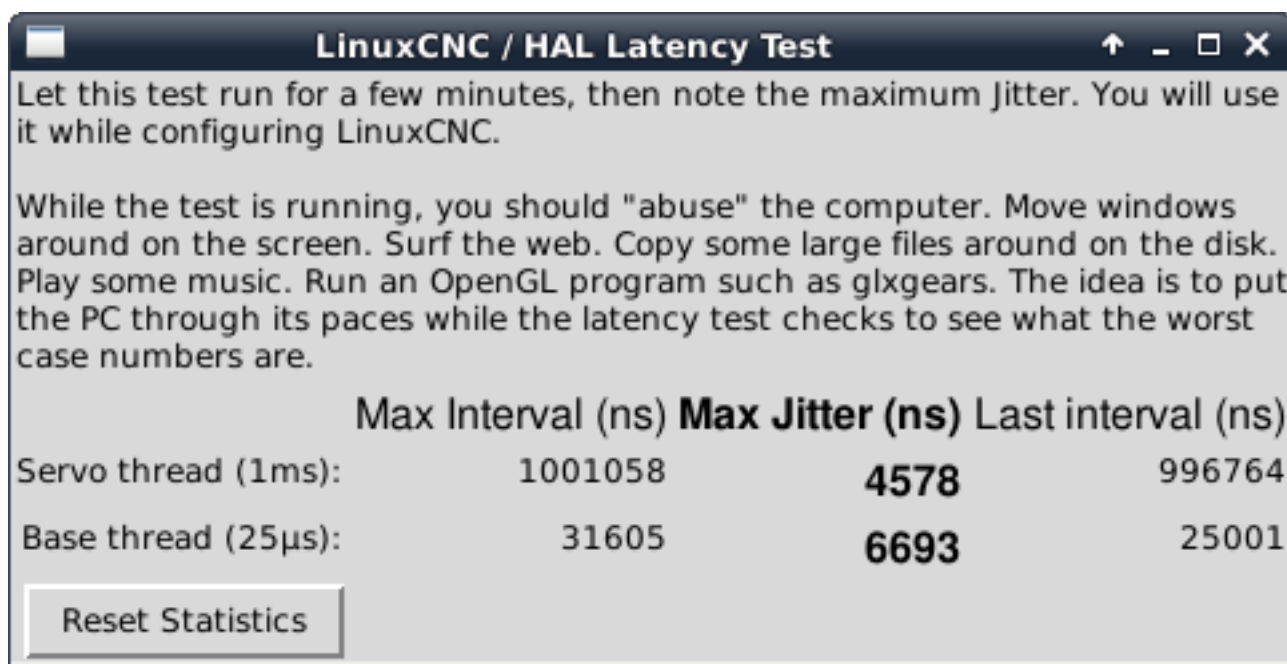 LinuxCNC / HAL Latency Test
Let this test run for a few minutes, then note the maximum Jitter. You will use
it while configuring LinuxCNC.
While the test is running, you should "abuse" the computer. Move windows
around on the screen. Surf the web. Copy some large files around on the disk.
Play some music. Run an OpenGL program such as glxgears. The idea is to put
the PC through its paces while the latency test checks to see what the worst
case numbers are.
Max Interval (ns) Max Jitter (ns) Last interval (ns)
Servo thread (1ms): 1001058 4578 996764
Base thread (25µs): 31605 6693 25001
Reset Statistics